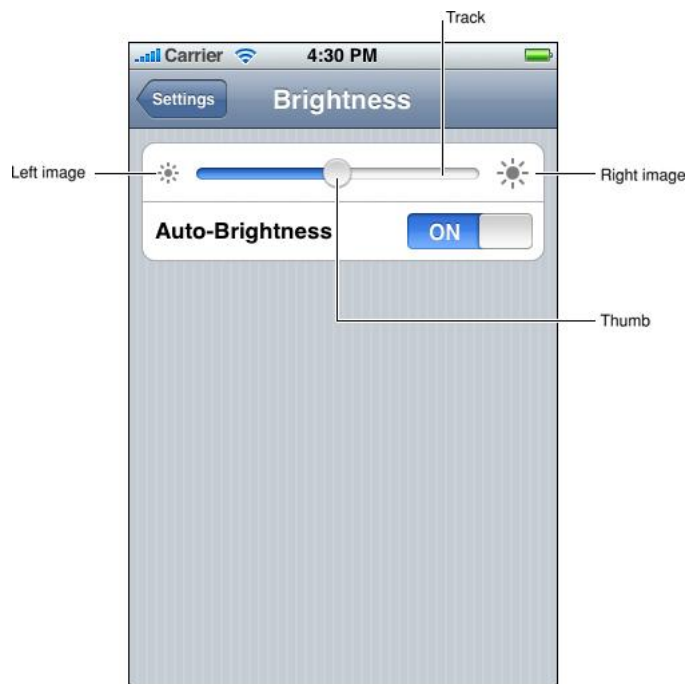 Track
Carrier 4:30 PM
Settings Brightness
Left image
Right image
Auto-Brightness ON
Thumb